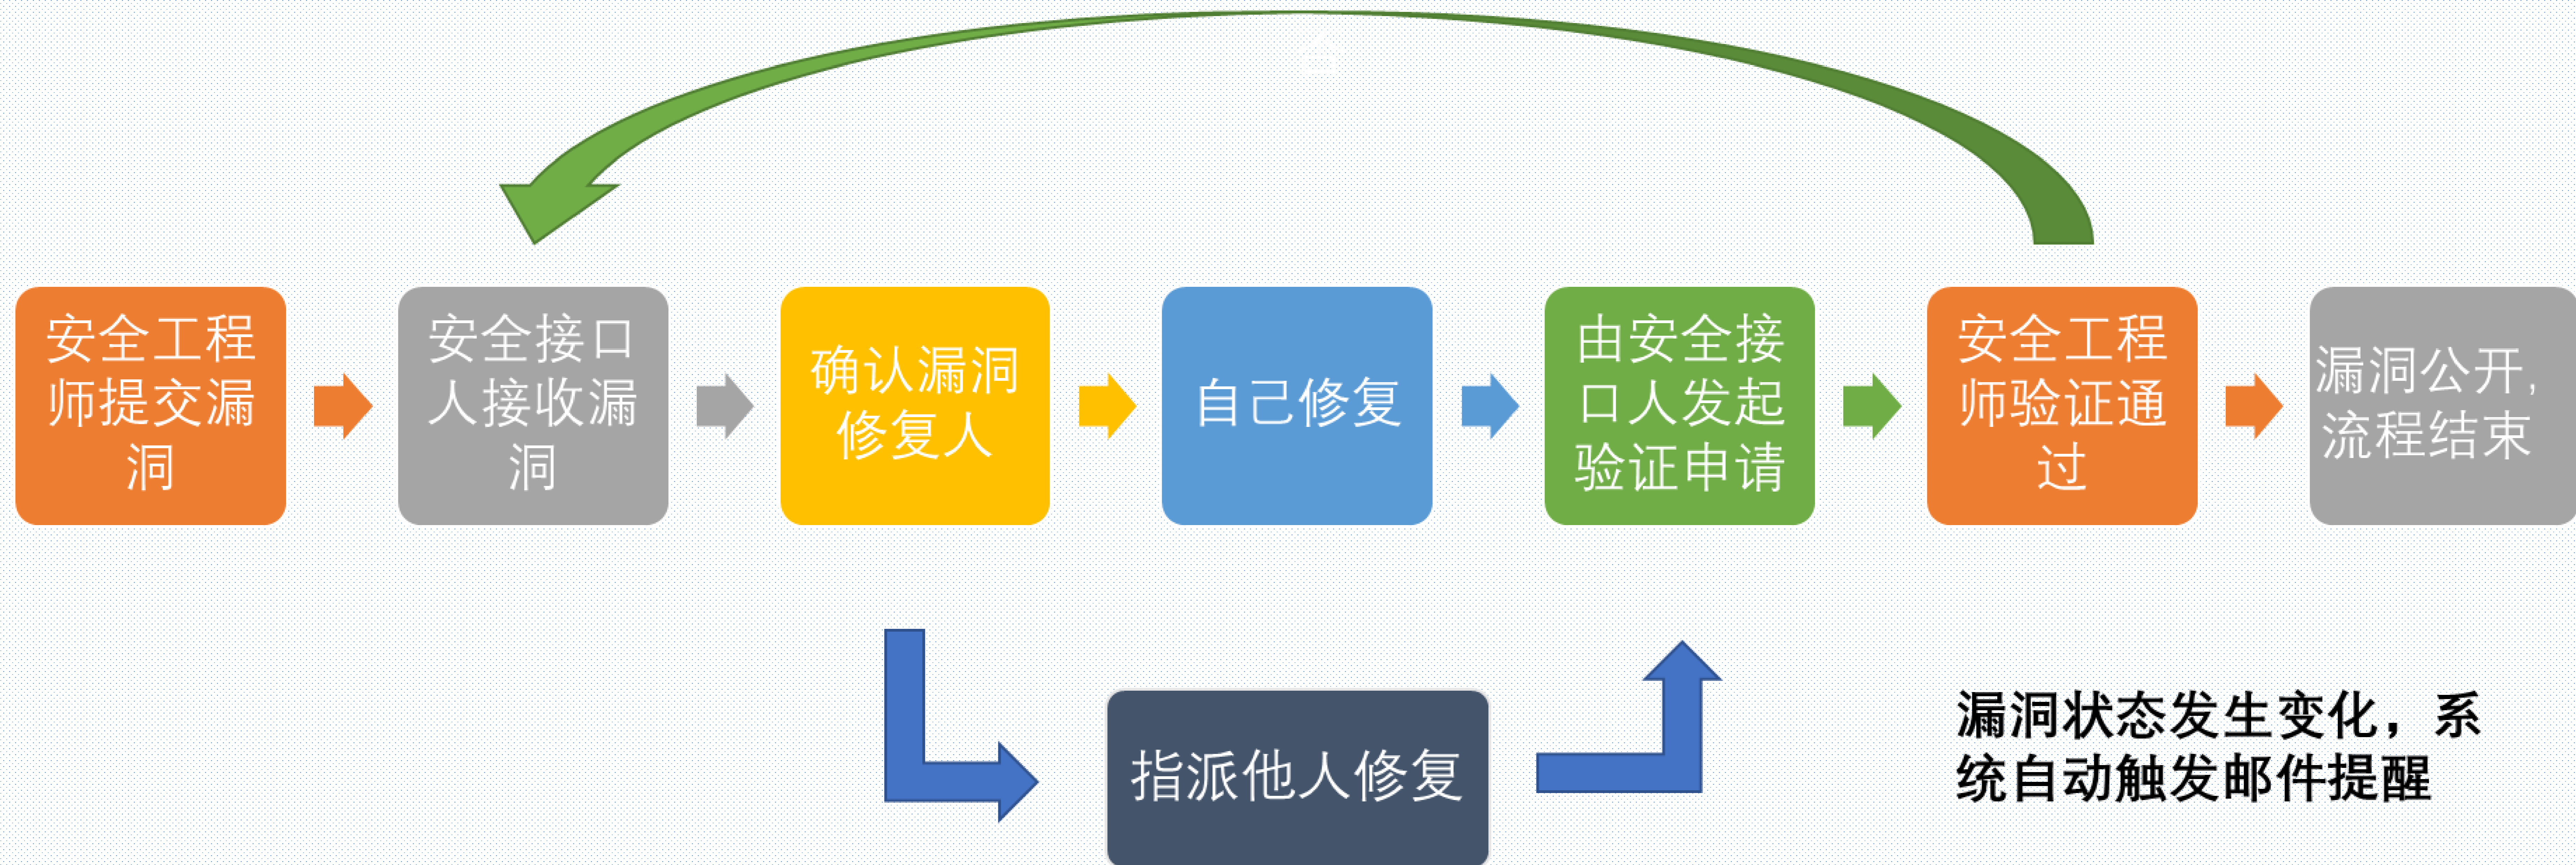 安全工程
师提交漏
洞
安全接口
人接收漏
洞
确认漏洞
修复人
自己修复
由安全接
口人发起
验证申请
安全工程
师验证通
过
漏洞公开,
流程结束
指派他人修复
漏洞状态发生变化，系
统自动触发邮件提醒